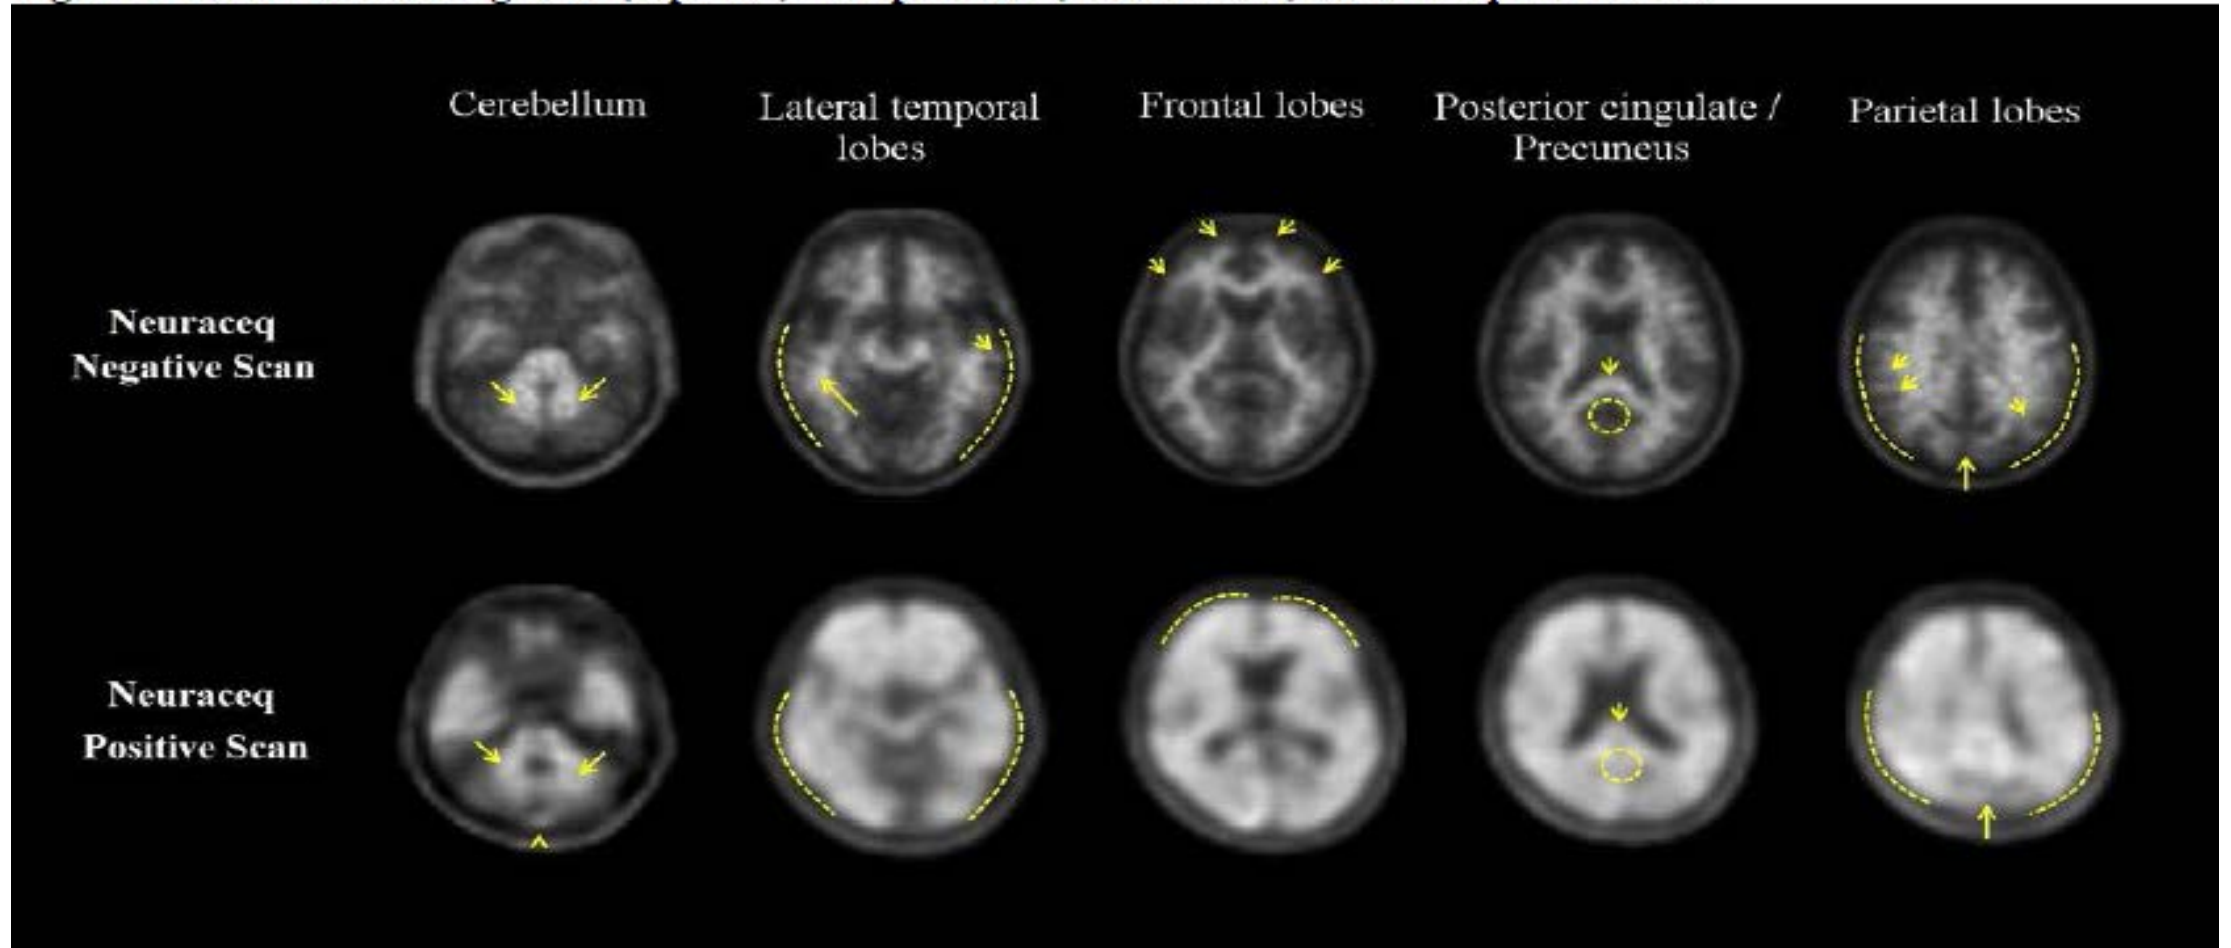 Cerebellum
Lateral temporal
lobes
Frontal lobes
Posterior cingulate /
Precuneus
Parietal lobes
Neuraceq
Negative Scan
Neuraceq
Positive Scan